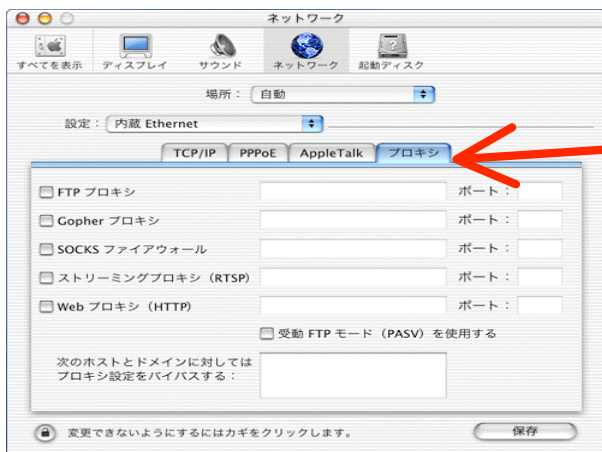 ネットワーク
すべてを表示 ディスプレイ サウンド ネットワーク 起動ディスク
場所： 自動
設定： 内蔵 Ethernet
TCP/IP PPPoE AppleTalk プロキシ
FTP プロキシ ポート：
Gopher プロキシ ポート：
SOCKS ファイアウォール ポート：
ストリーミングプロキシ（RTSP） ポート：
Web プロキシ（HTTP） ポート：
受動 FTP モード（PASV）を使用する
次のホストとドメインに対しては
プロキシ設定をバイパスする：
変更できないようにするにはカギをクリックします。 保存